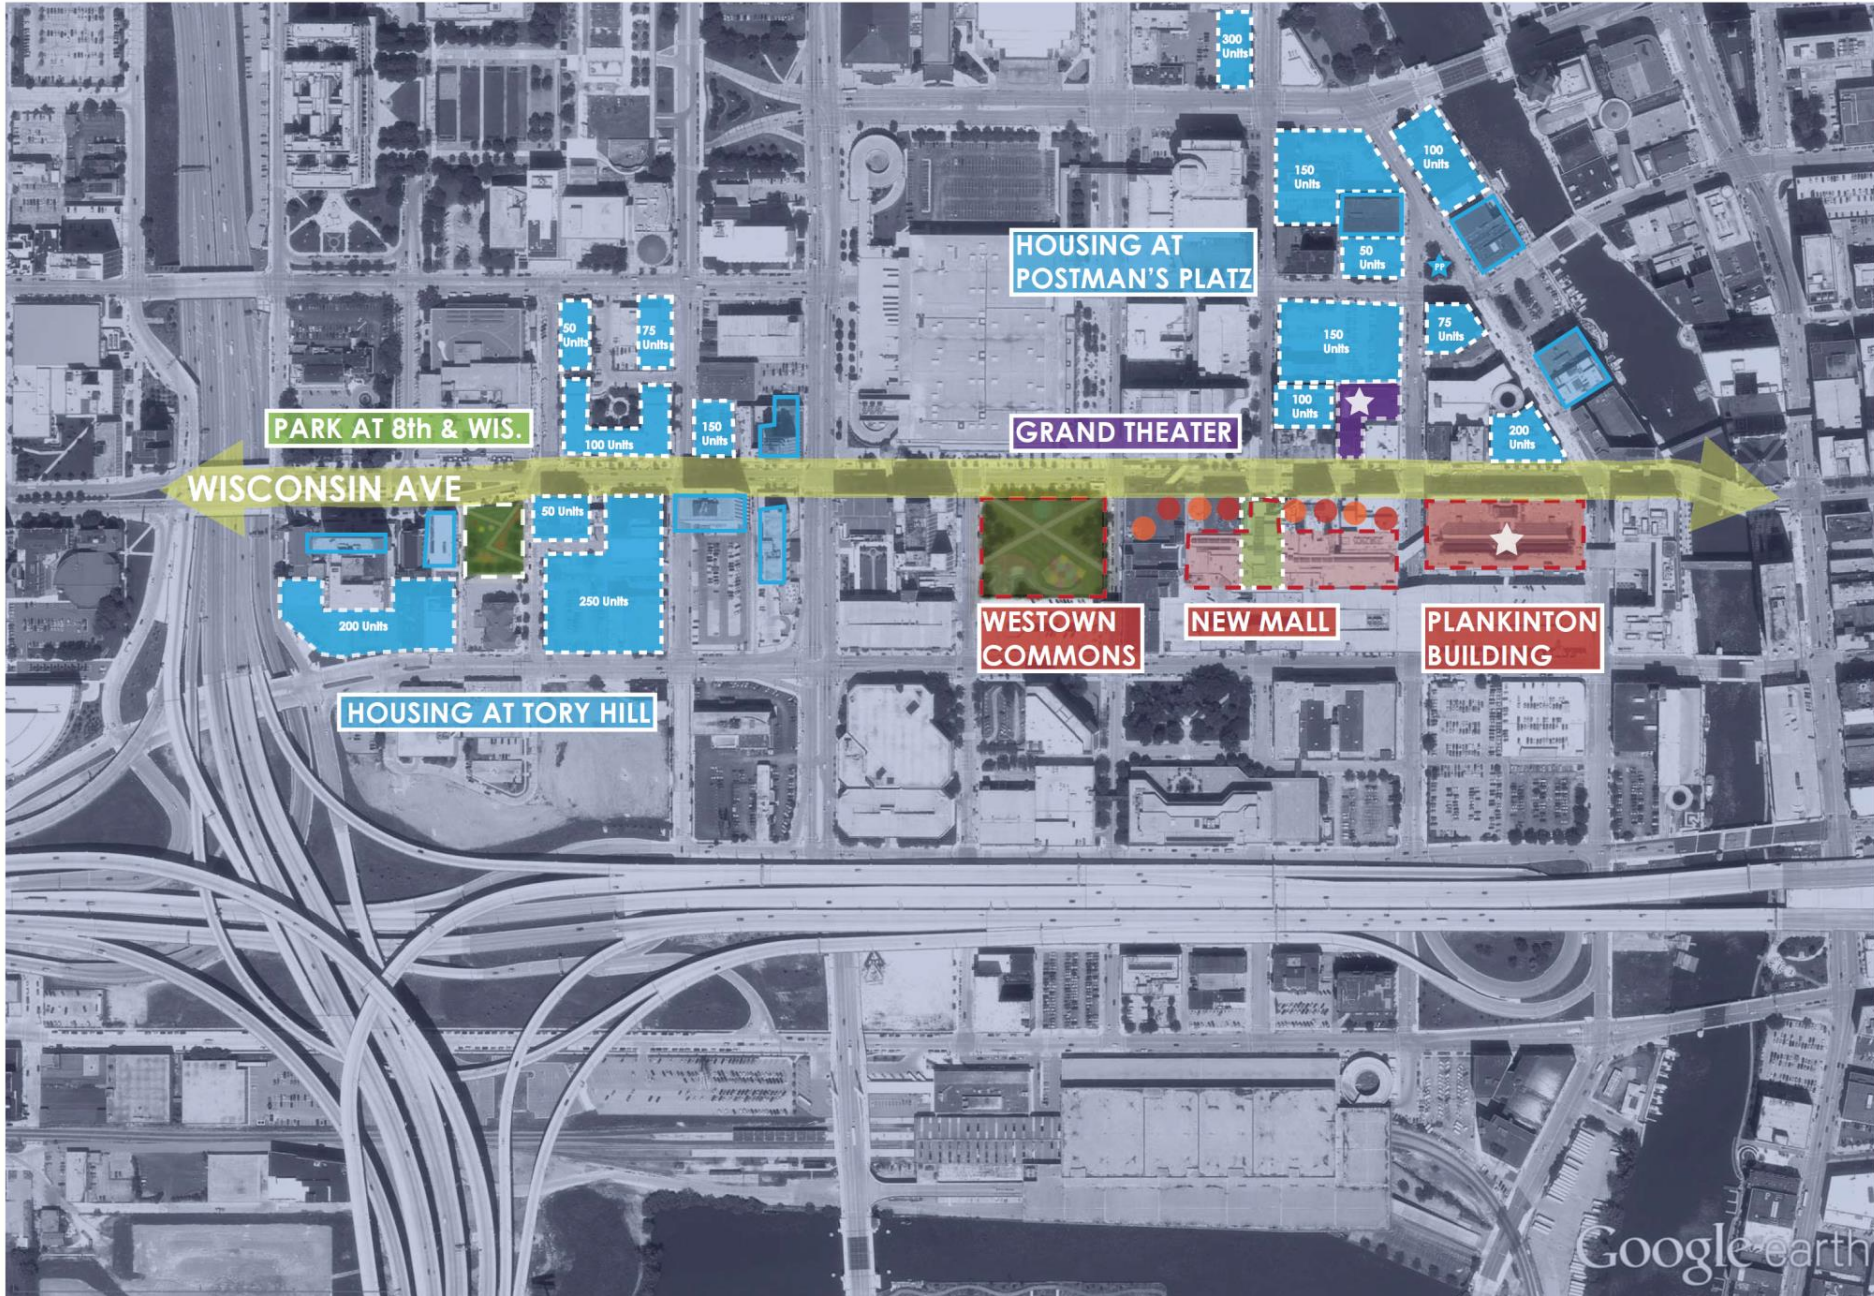 300
Units
100
Units
150
Units
HOUSING AT
POSTMAN'S PLATZ
50
Units
PP
50
Units
75
Units
150
Units
75
Units
100
Units
PARK AT 8th & WIS.
100 Units
150
Units
GRAND THEATER
200
Units
WISCONSIN AVE
50 Units
250 Units
200 Units
WESTOWN
COMMONS
NEW MALL
PLANKINTON
BUILDING
HOUSING AT TORY HILL
Google earth